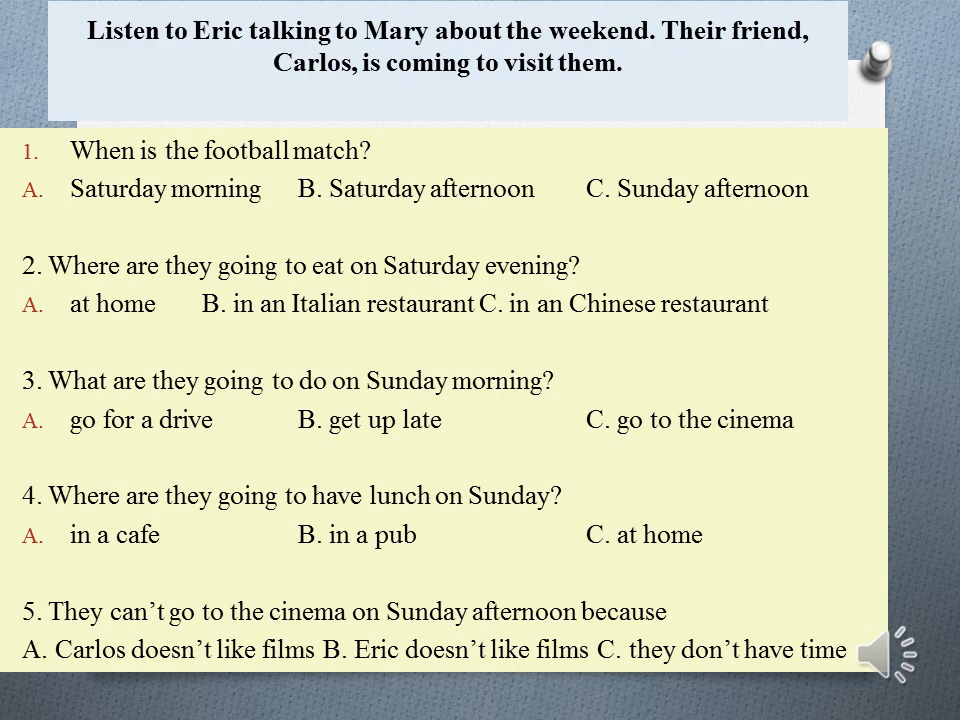 Listen to Eric talking to Mary about the weekend. Their friend,
Carlos, is coming to visit them.
1. When is the football match?
A. Saturday morning B. Saturday afternoon C. Sunday afternoon
2. Where are they going to eat on Saturday evening?
A. at home B. in an Italian restaurant C. in an Chinese restaurant
3. What are they going to do on Sunday morning?
A. go for a drive B. get up late C. go to the cinema
4. Where are they going to have lunch on Sunday?
A. in a cafe B. in a pub C. at home
5. They can’t go to the cinema on Sunday afternoon because
A. Carlos doesn’t like films B. Eric doesn’t like films C. they don’t have time